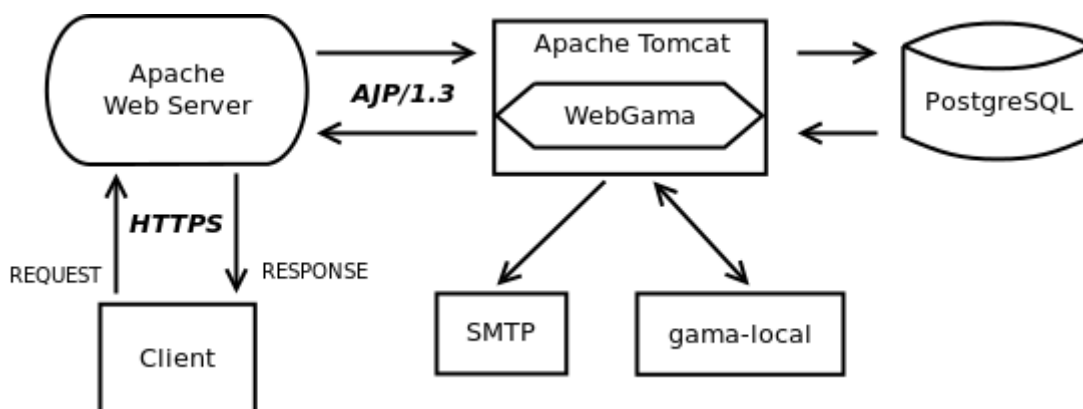 Apache
Web Server
AJP/1.3
Apache Tomcat
WebGama
PostgreSQL
HTTPS
REQUEST
RESPONSE
Client
SMTP
gama-local